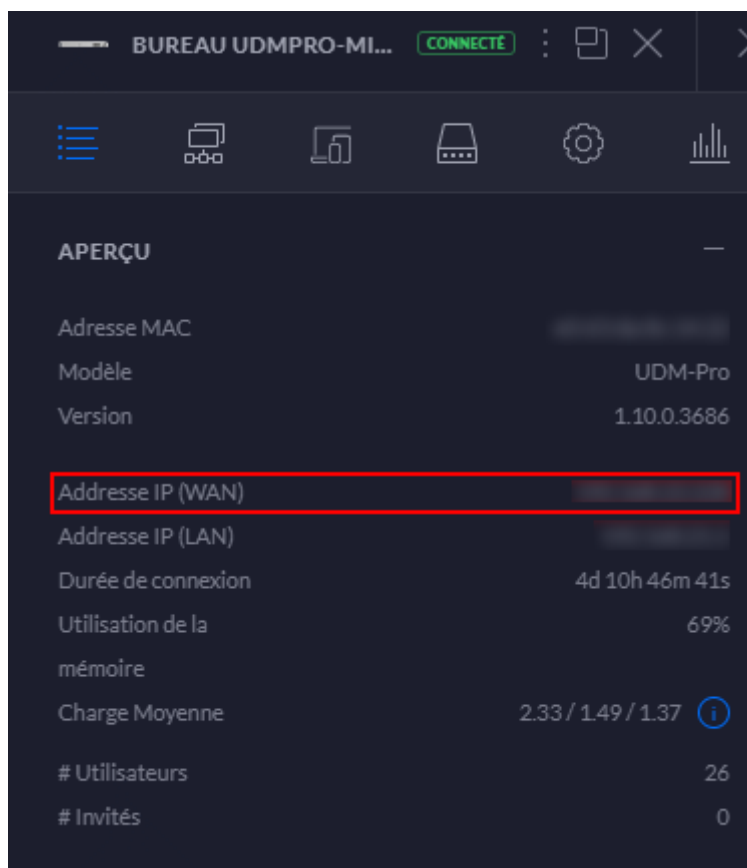 BUREAU UDMPRO-MI... CONNECTÉ
APERÇU
Adresse MAC
Modèle UDM-Pro
Version 1.10.0.3686
Addresse IP (WAN)
Addresse IP (LAN)
Durée de connexion 4d 10h 46m 41s
Utilisation de la 69%
mémoire
Charge Moyenne 2.33 / 1.49 / 1.37
# Utilisateurs 26
# Invités 0